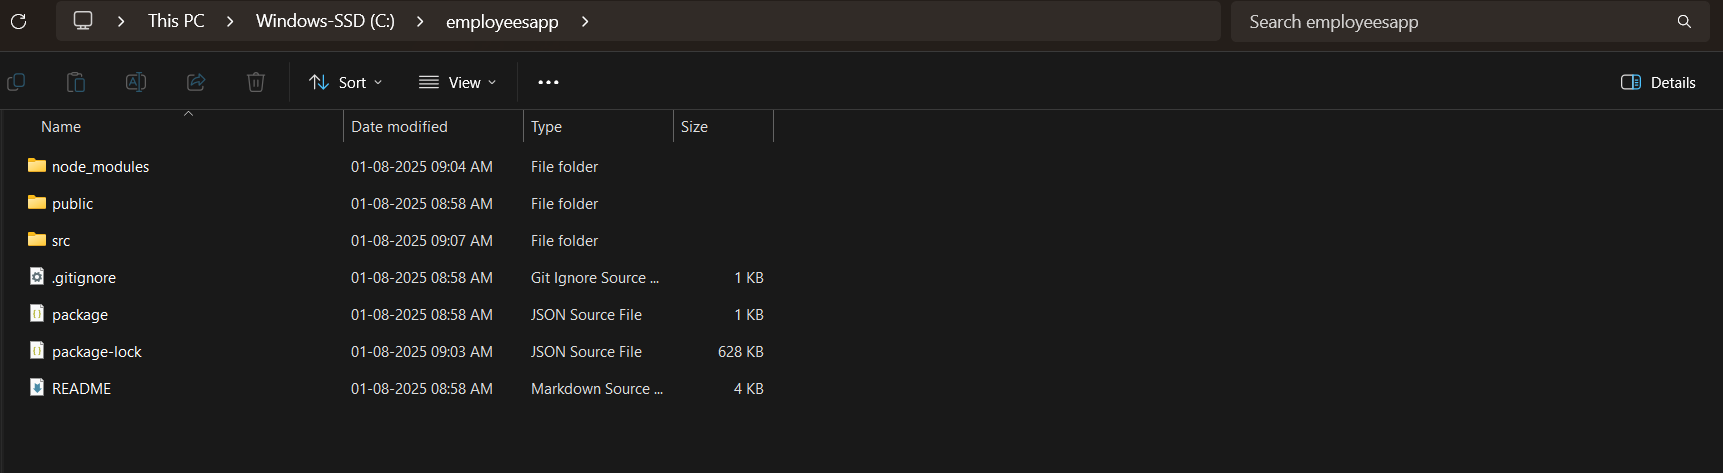 This PC > Windows-SSD (C:) > employeesapp > Search employeesapp
Sort View ••• Details
Name Date modified Type Size
node_modules 01-08-2025 09:04 AM File folder
public 01-08-2025 08:58 AM File folder
src 01-08-2025 09:07 AM File folder
.gitignore 01-08-2025 08:58 AM Git Ignore Source ... 1 KB
package 01-08-2025 08:58 AM JSON Source File 1 KB
package-lock 01-08-2025 09:03 AM JSON Source File 628 KB
README 01-08-2025 08:58 AM Markdown Source ... 4 KB